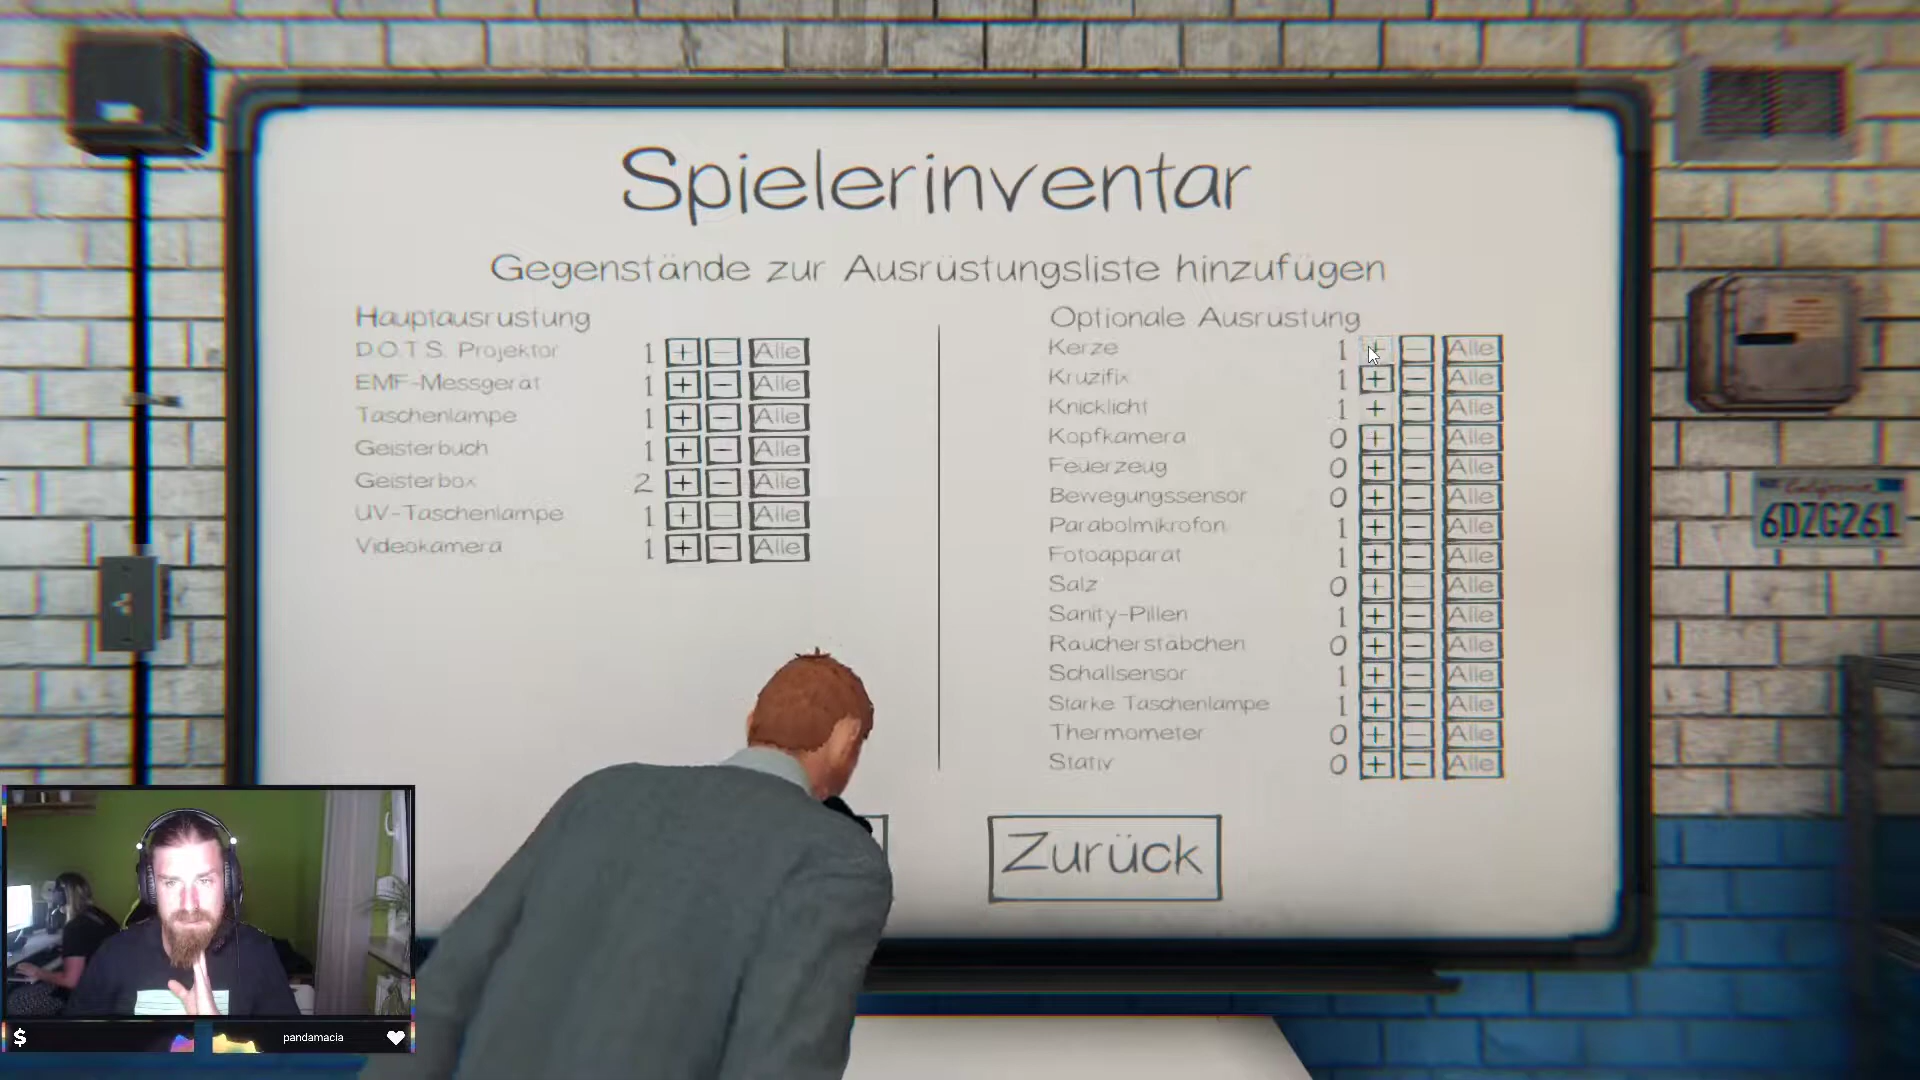 Spielerinventar
Gegenstände zur Ausrüstungsliste hinzufügen
Hauptausrüstung
D.O.T.S. Projektor 1 + - Alle
EMF-Messgerät 1 + - Alle
Taschenlampe 1 + - Alle
Geisterbuch 1 + - Alle
Geisterbox 2 + - Alle
UV-Taschenlampe 1 + - Alle
Videokamera 1 + - Alle
Optionale Ausrüstung
Kerze 1 + - Alle
Kruzifix 1 + - Alle
Knicklicht 1 + - Alle
Kopfkamera 0 + - Alle
Feuerzeug 0 + - Alle
Bewegungssensor 0 + - Alle
Parabolmikrofon 1 + - Alle
Fotoapparat 1 + - Alle
Salz 0 + - Alle
Sanity-Pillen 1 + - Alle
Räucherstäbchen 0 + - Alle
Schallsensor 1 + - Alle
Starke Taschenlampe 1 + - Alle
Thermometer 0 + - Alle
Stativ 0 + - Alle
Zurück
California
6DZG261
$
pandamacia